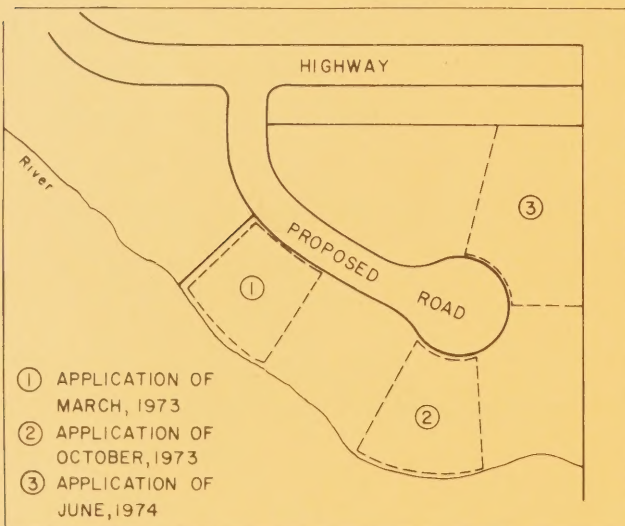 HIGHWAY
River
③
PROPOSED
ROAD
①
②
① APPLICATION OF
MARCH, 1973
② APPLICATION OF
OCTOBER, 1973
③ APPLICATION OF
JUNE, 1974